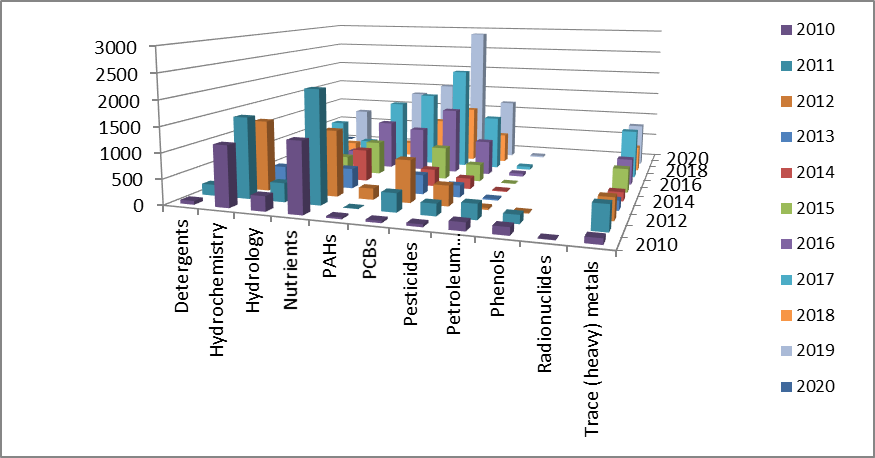 3000
2500
2000
1500
1000
500
0
Detergents
Hydrochemistry
Hydrology
Nutrients
PAHs
PCBs
Pesticides
Petroleum...
Phenols
Radionuclides
Trace (heavy) metals
2020
2018
2016
2014
2012
2010
2010
2011
2012
2013
2014
2015
2016
2017
2018
2019
2020